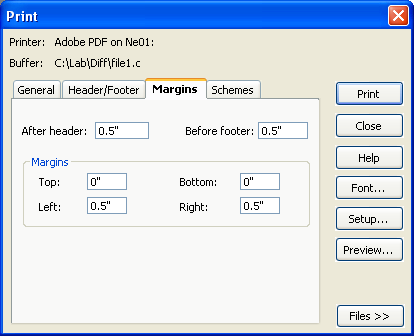 Print
Printer: Adobe PDF on Ne01:
Buffer: C:\Lab\Diff\file1.c
General Header/Footer Margins Schemes
Print
After header: 0.5" Before footer: 0.5"
Close
Margins
Help
Top: 0" Bottom: 0"
Font...
Left: 0.5" Right: 0.5"
Setup...
Preview...
Files >>